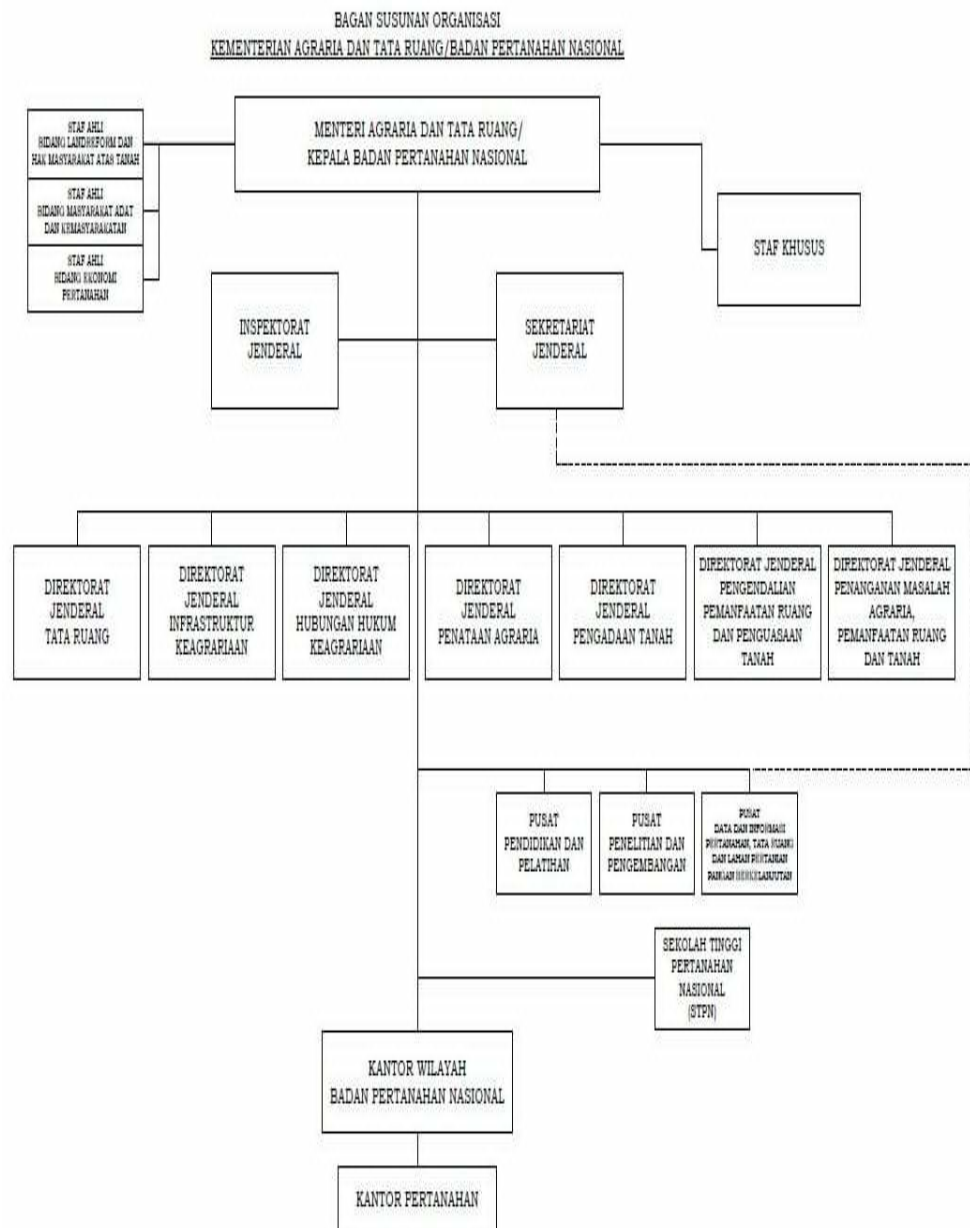 BAGAN SUSUNAN ORGANISASI
KEMENTERIAN AGRARIA DAN TATA RUANG/BADAN PERTANAHAN NASIONAL
MENTERI AGRARIA DAN TATA RUANG/
KEPALA BADAN PERTANAHAN NASIONAL
STAF AHLI
BIDANG LANDREFORM DAN
HAK MASYARAKAT ATAS TANAH
STAF AHLI
BIDANG MASYARAKAT ADAT
DAN KEMASYARAKATAN
STAF AHLI
BIDANG EKONOMI
PERTANAHAN
STAF KHUSUS
INSPEKTORAT
JENDERAL
SEKRETARIAT
JENDERAL
DIREKTORAT
JENDERAL
TATA RUANG
DIREKTORAT
JENDERAL
INFRASTRUKTUR
KEAGRARIAAN
DIREKTORAT
JENDERAL
HUBUNGAN HUKUM
KEAGRARIAAN
DIREKTORAT
JENDERAL
PENATAAN AGRARIA
DIREKTORAT
JENDERAL
PENGADAAN TANAH
DIREKTORAT JENDERAL
PENGENDALIAN
PEMANFAATAN RUANG
DAN PENGUASAAN
TANAH
DIREKTORAT JENDERAL
PENANGANAN MASALAH
AGRARIA,
PEMANFAATAN RUANG
DAN TANAH
PUSAT
PENDIDIKAN DAN
PELATIHAN
PUSAT
PENELITIAN DAN
PENGEMBANGAN
PUSAT
DATA DAN INFORMASI
PERTANAHAN, TATA RUANG
DAN LAHAN PERTANIAN
PANGAN BERKELANJUTAN
SEKOLAH TINGGI
PERTANAHAN
NASIONAL
(STPN)
KANTOR WILAYAH
BADAN PERTANAHAN NASIONAL
KANTOR PERTANAHAN